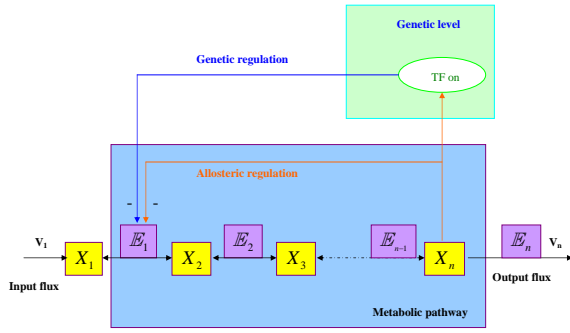 Genetic level
Genetic regulation
TF on
Allosteric regulation
- -
V₁ 𝔼₁ 𝔼₂ 𝔼ₙ₋₁ 𝔼ₙ Vₙ
X₁ X₂ X₃ Xₙ
Input flux Output flux
Metabolic pathway